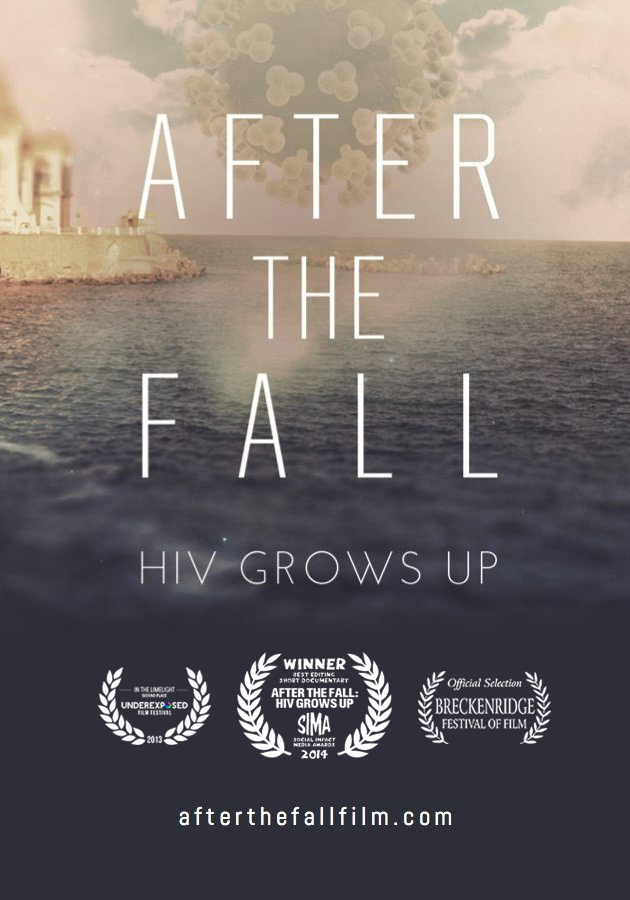 AFTER
THE
FALL
HIV GROWS UP
IN THE LIMELIGHT
SECOND PLACE
UNDEREXPOSED
FILM FESTIVAL
2013
WINNER
BEST EDITING
SHORT DOCUMENTARY
AFTER THE FALL:
HIV GROWS UP
SIMA
SOCIAL IMPACT
MEDIA AWARDS
2014
Official Selection
BRECKENRIDGE
FESTIVAL OF FILM
afterthefallfilm.com